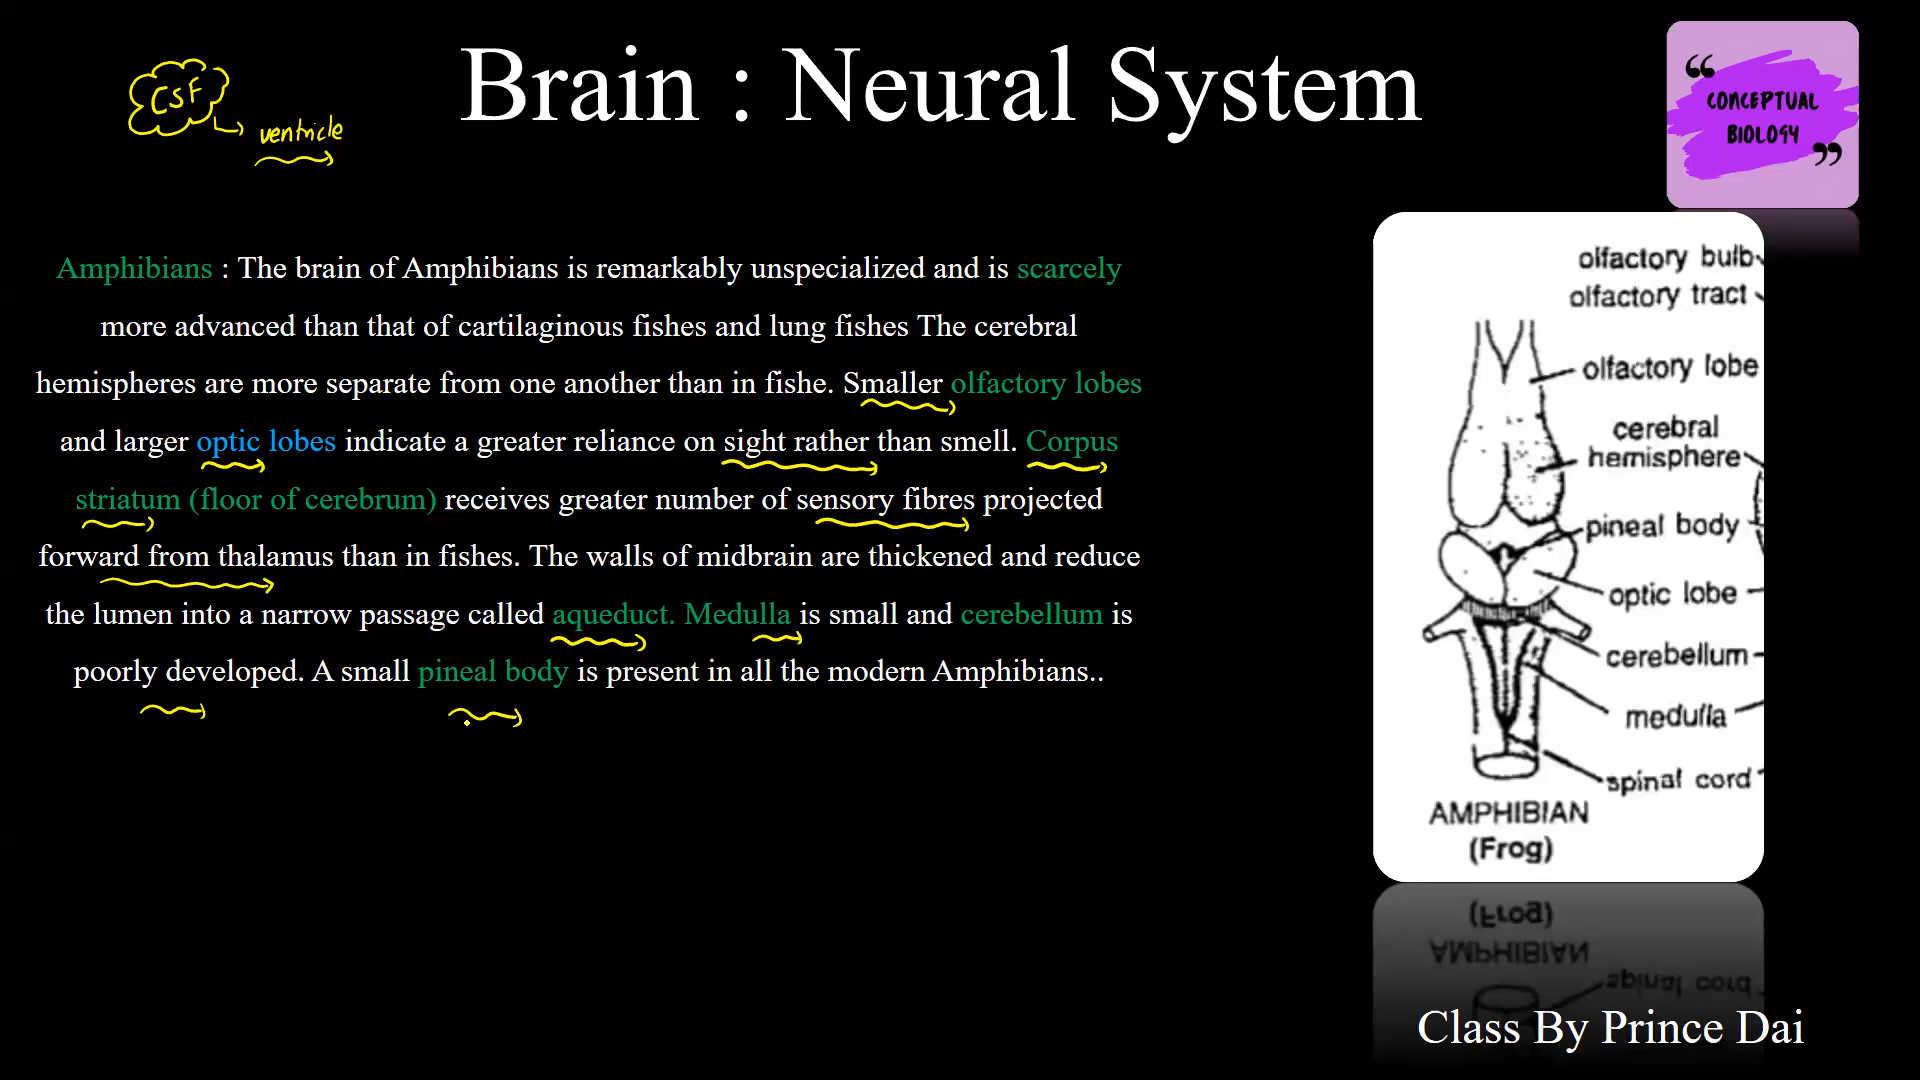 CSF
ventricle
Brain : Neural System
“
CONCEPTUAL
BIOLOGY
”
Amphibians : The brain of Amphibians is remarkably unspecialized and is scarcely
more advanced than that of cartilaginous fishes and lung fishes The cerebral
hemispheres are more separate from one another than in fishe. Smaller olfactory lobes
and larger optic lobes indicate a greater reliance on sight rather than smell. Corpus
striatum (floor of cerebrum) receives greater number of sensory fibres projected
forward from thalamus than in fishes. The walls of midbrain are thickened and reduce
the lumen into a narrow passage called aqueduct. Medulla is small and cerebellum is
poorly developed. A small pineal body is present in all the modern Amphibians..
olfactory bulb
olfactory tract
olfactory lobe
cerebral
hemisphere
pineal body
optic lobe
cerebellum
medulla
spinal cord
AMPHIBIAN
(Frog)
Class By Prince Dai